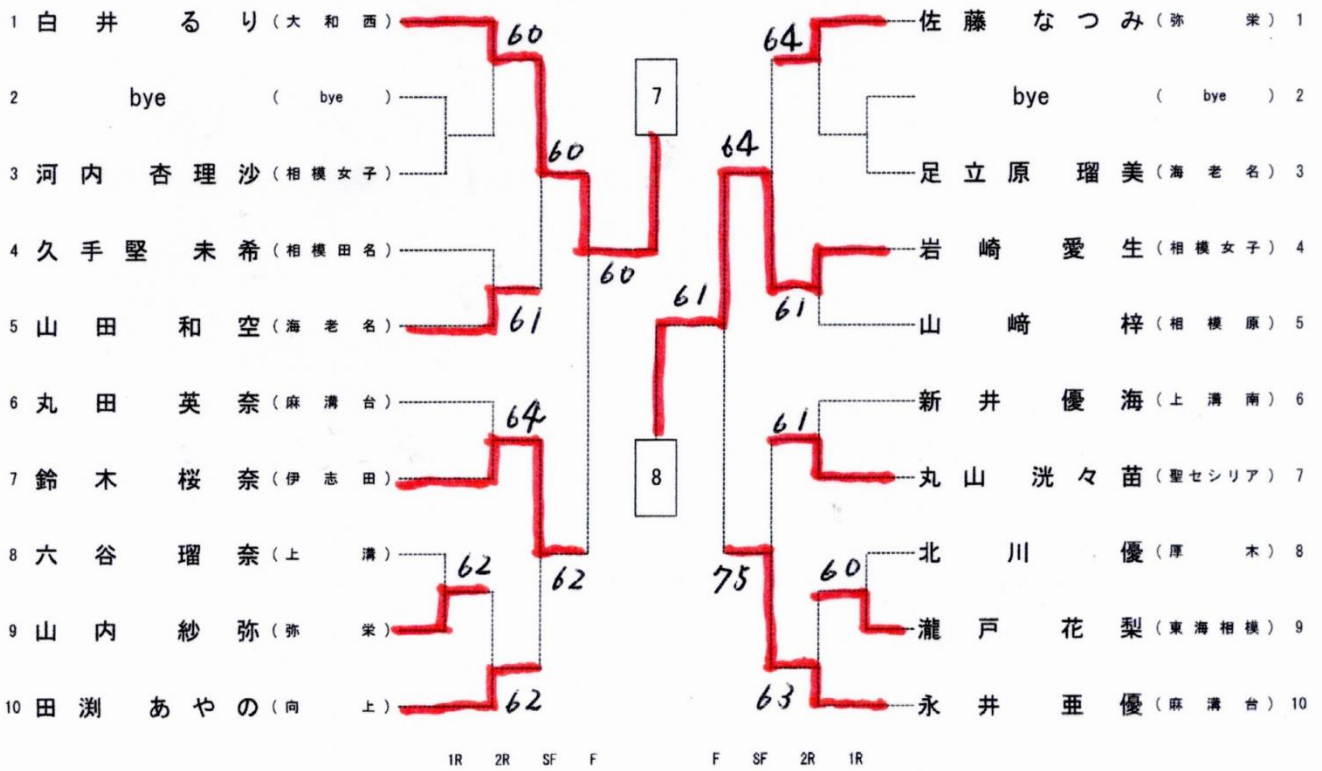 1 白井 るり (大和西) 60 64 佐藤 なつみ (弥栄) 1
2 bye (bye) 7 bye (bye) 2
3 河内 杏理沙 (相模女子) 60 64 足立原 瑠美 (海老名) 3
4 久手堅 未希 (相模田名) 60 岩崎 愛生 (相模女子) 4
5 山田 和空 (海老名) 61 61 61 山﨑 梓 (相模原) 5
6 丸田 英奈 (麻溝台) 64 61 新井 優海 (上溝南) 6
7 鈴木 桜奈 (伊志田) 8 丸山 洸々苗 (聖セシリア) 7
8 六谷 瑠奈 (上溝) 62 62 75 60 北川 優 (厚木) 8
9 山内 紗弥 (弥栄) 瀧戸 花梨 (東海相模) 9
10 田渕 あやの (向上) 62 63 永井 亜優 (麻溝台) 10
1R 2R SF F F SF 2R 1R